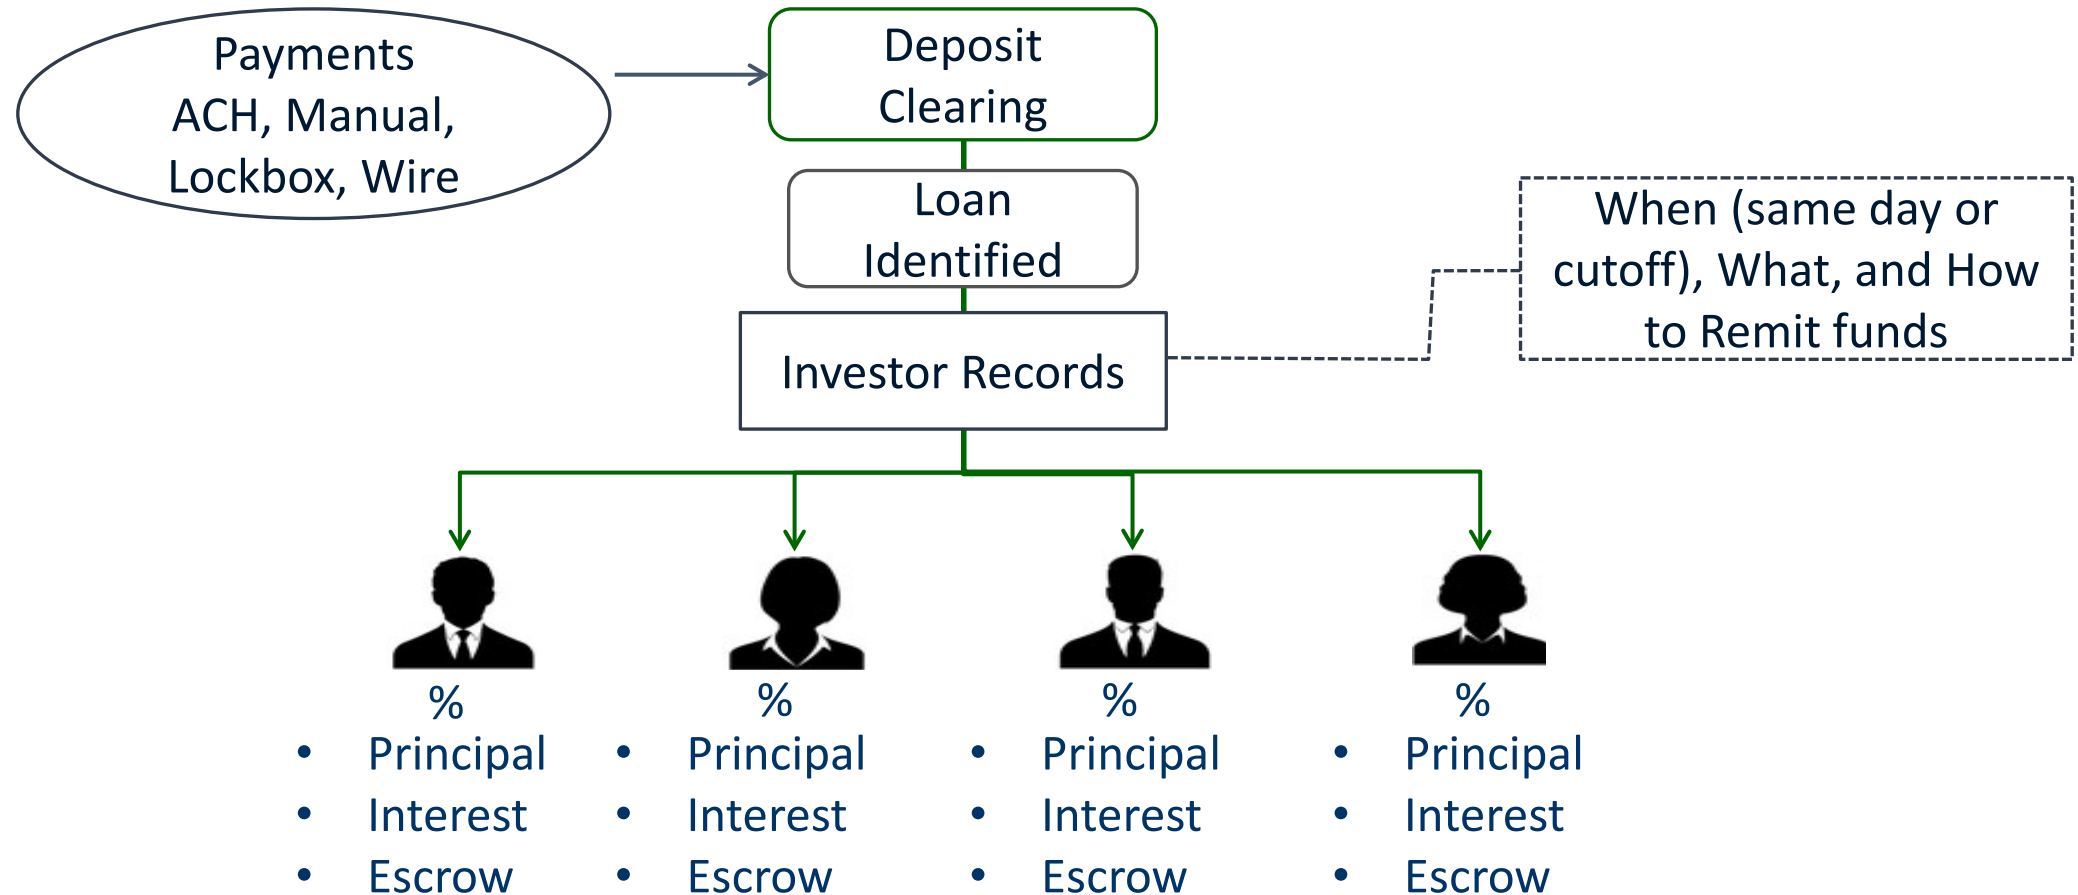 Payments
ACH, Manual,
Lockbox, Wire
Deposit
Clearing
Loan
Identified
Investor Records
When (same day or
cutoff), What, and How
to Remit funds
%
• Principal
• Interest
• Escrow
%
• Principal
• Interest
• Escrow
%
• Principal
• Interest
• Escrow
%
• Principal
• Interest
• Escrow